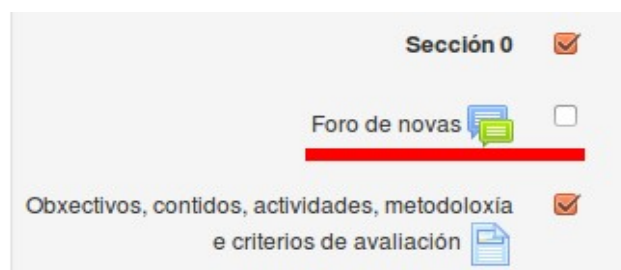 Sección 0
Foro de novas
Obxectivos, contidos, actividades, metodoloxía
e criterios de avaliación